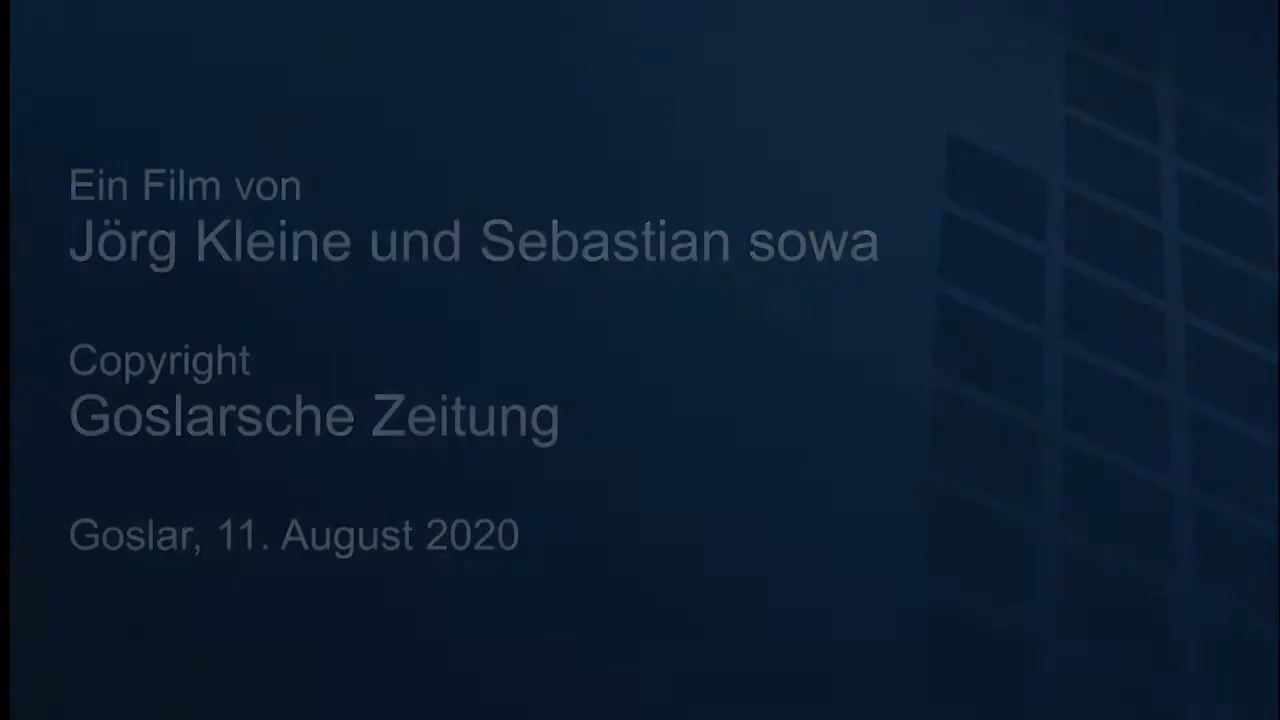 Ein Film von
Jörg Kleine und Sebastian sowa
Copyright
Goslarsche Zeitung
Goslar, 11. August 2020